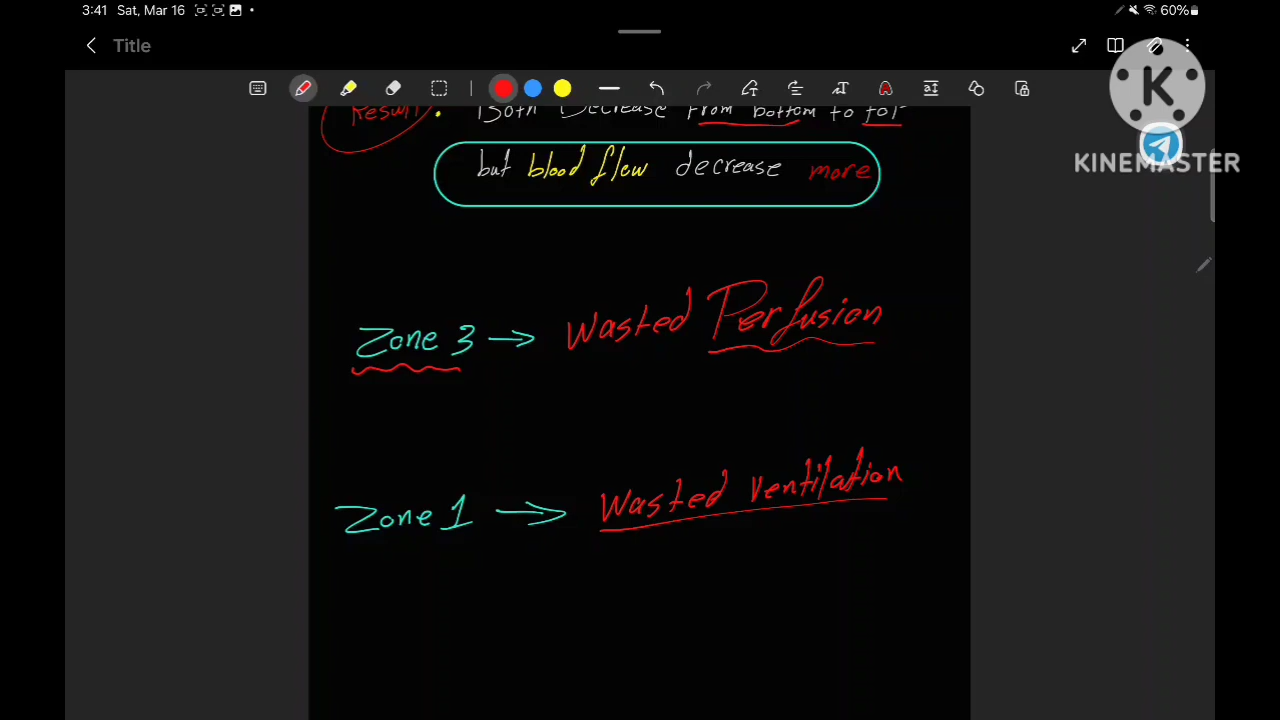 3:41 Sat, Mar 16
60%
Title
K
KINEMASTER
Result: Both Decrease from bottom to top
but blood flow decrease more
Zone 3 → Wasted Perfusion
Zone 1 → Wasted ventilation